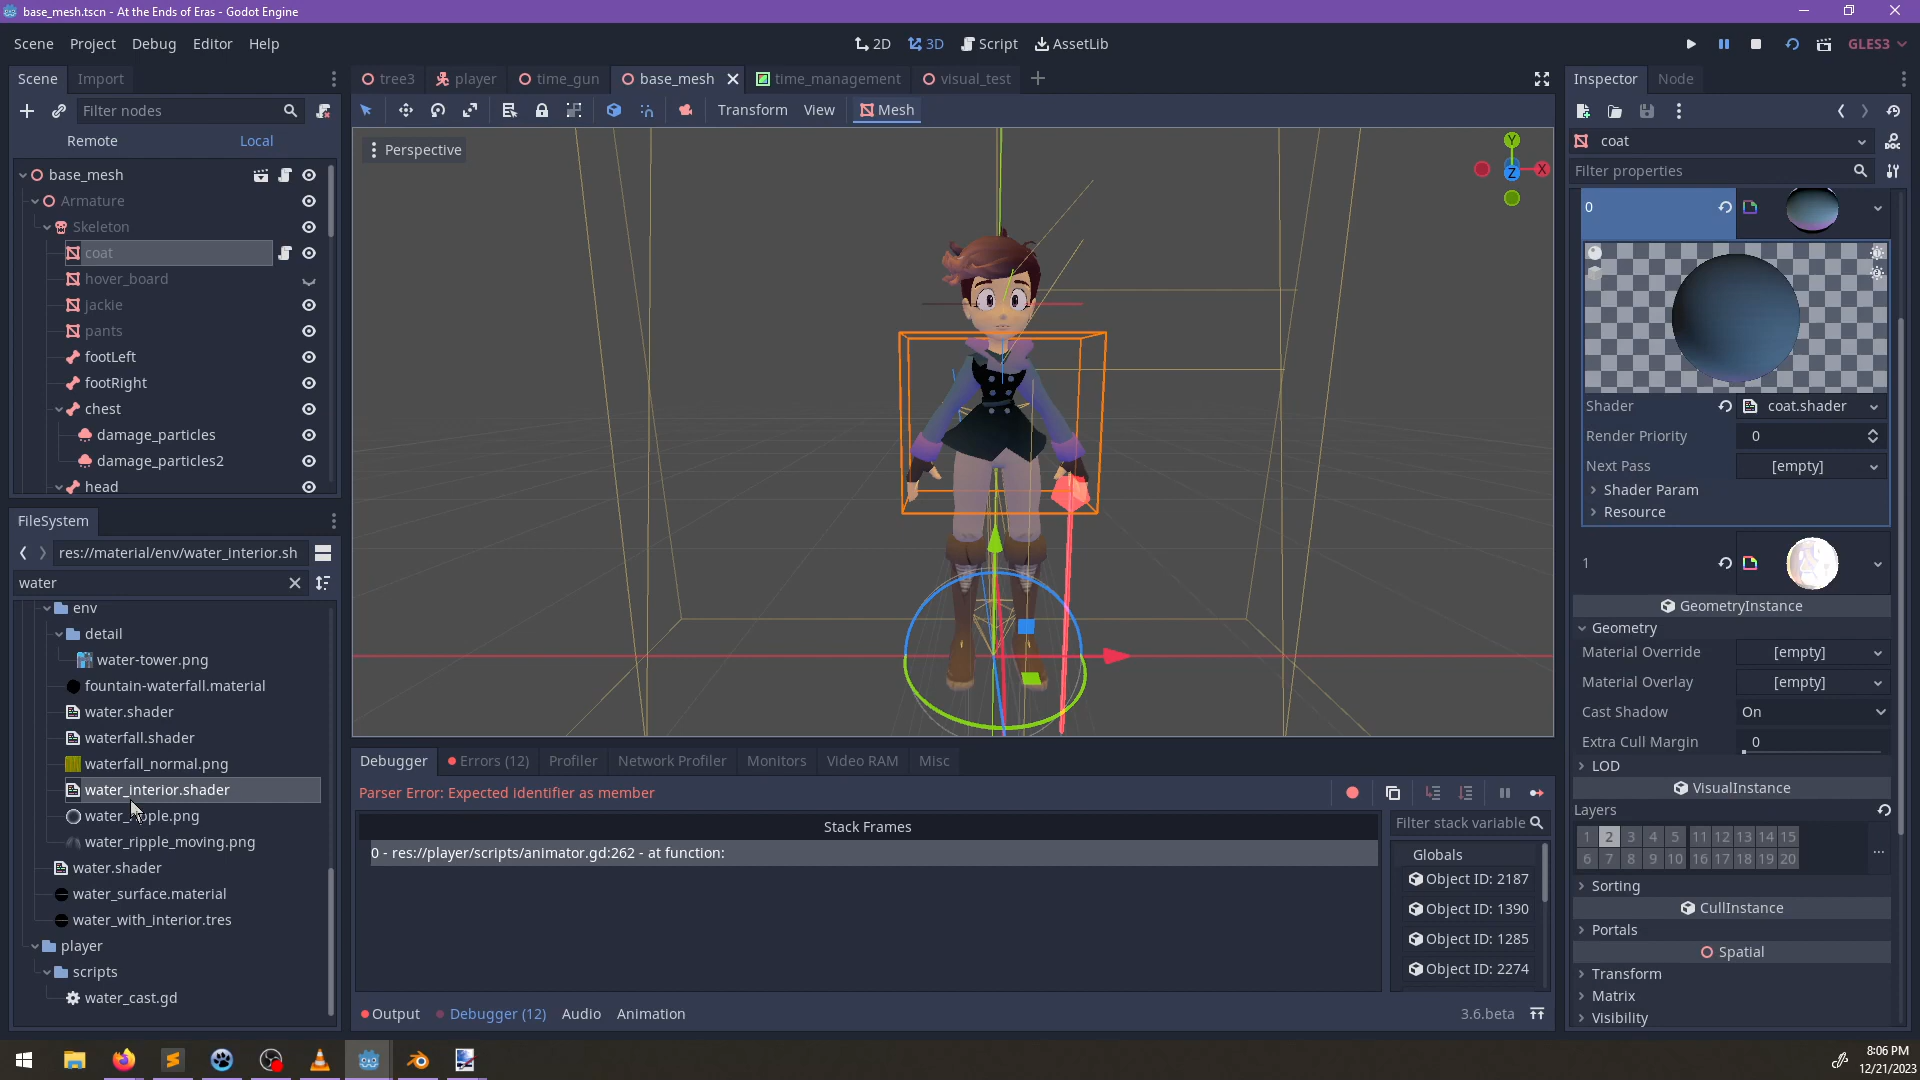 base_mesh.tscn - At the Ends of Eras - Godot Engine
Scene Project Debug Editor Help
2D 3D Script AssetLib
GLES3
Scene Import
tree3 player time_gun base_mesh time_management visual_test
Inspector Node
Filter nodes
Transform View Mesh
Remote Local
Perspective
Y
X
Z
coat
Filter properties
base_mesh
Armature
Skeleton
coat
hover_board
jackie
pants
footLeft
footRight
chest
damage_particles
damage_particles2
head
0
Shader coat.shader
Render Priority 0
Next Pass [empty]
Shader Param
Resource
1
GeometryInstance
Geometry
Material Override [empty]
Material Overlay [empty]
Cast Shadow On
Extra Cull Margin 0
LOD
VisualInstance
Layers
1 2 3 4 5 11 12 13 14 15
6 7 8 9 10 16 17 18 19 20
...
Sorting
CullInstance
Portals
Spatial
Transform
Matrix
Visibility
FileSystem
res://material/env/water_interior.sh
water
env
detail
water-tower.png
fountain-waterfall.material
water.shader
waterfall.shader
waterfall_normal.png
water_interior.shader
water_ripple_moving.png
water.shader
water_surface.material
water_with_interior.tres
player
scripts
water_cast.gd
Debugger Errors (12) Profiler Network Profiler Monitors Video RAM Misc
Parser Error: Expected identifier as member
Stack Frames
0 - res://player/scripts/animator.gd:262 - at function:
Filter stack variable
Globals
Object ID: 2187
Object ID: 1390
Object ID: 1285
Object ID: 2274
Output Debugger (12) Audio Animation
3.6.beta
8:06 PM
12/21/2023